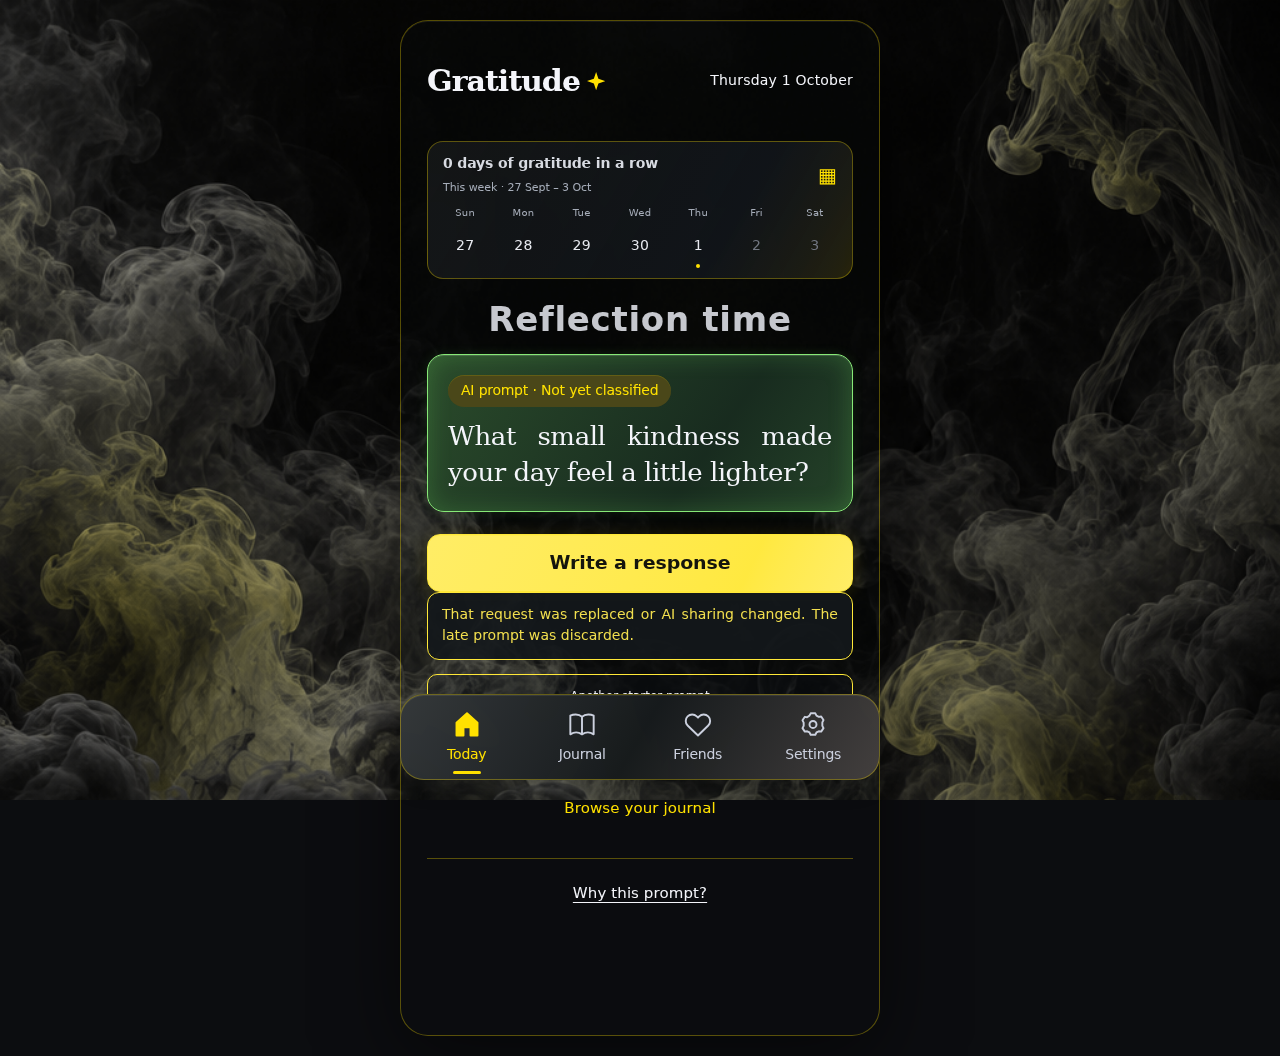 Gratitude
Thursday 1 October
0 days of gratitude in a row
This week · 27 Sept – 3 Oct
Sun Mon Tue Wed Thu Fri Sat
27 28 29 30 1 2 3
Reflection time
AI prompt · Not yet classified
What small kindness made
your day feel a little lighter?
Write a response
That request was replaced or AI sharing changed. The
late prompt was discarded.
Another starter prompt
Today Journal Friends Settings
Browse your journal
Why this prompt?